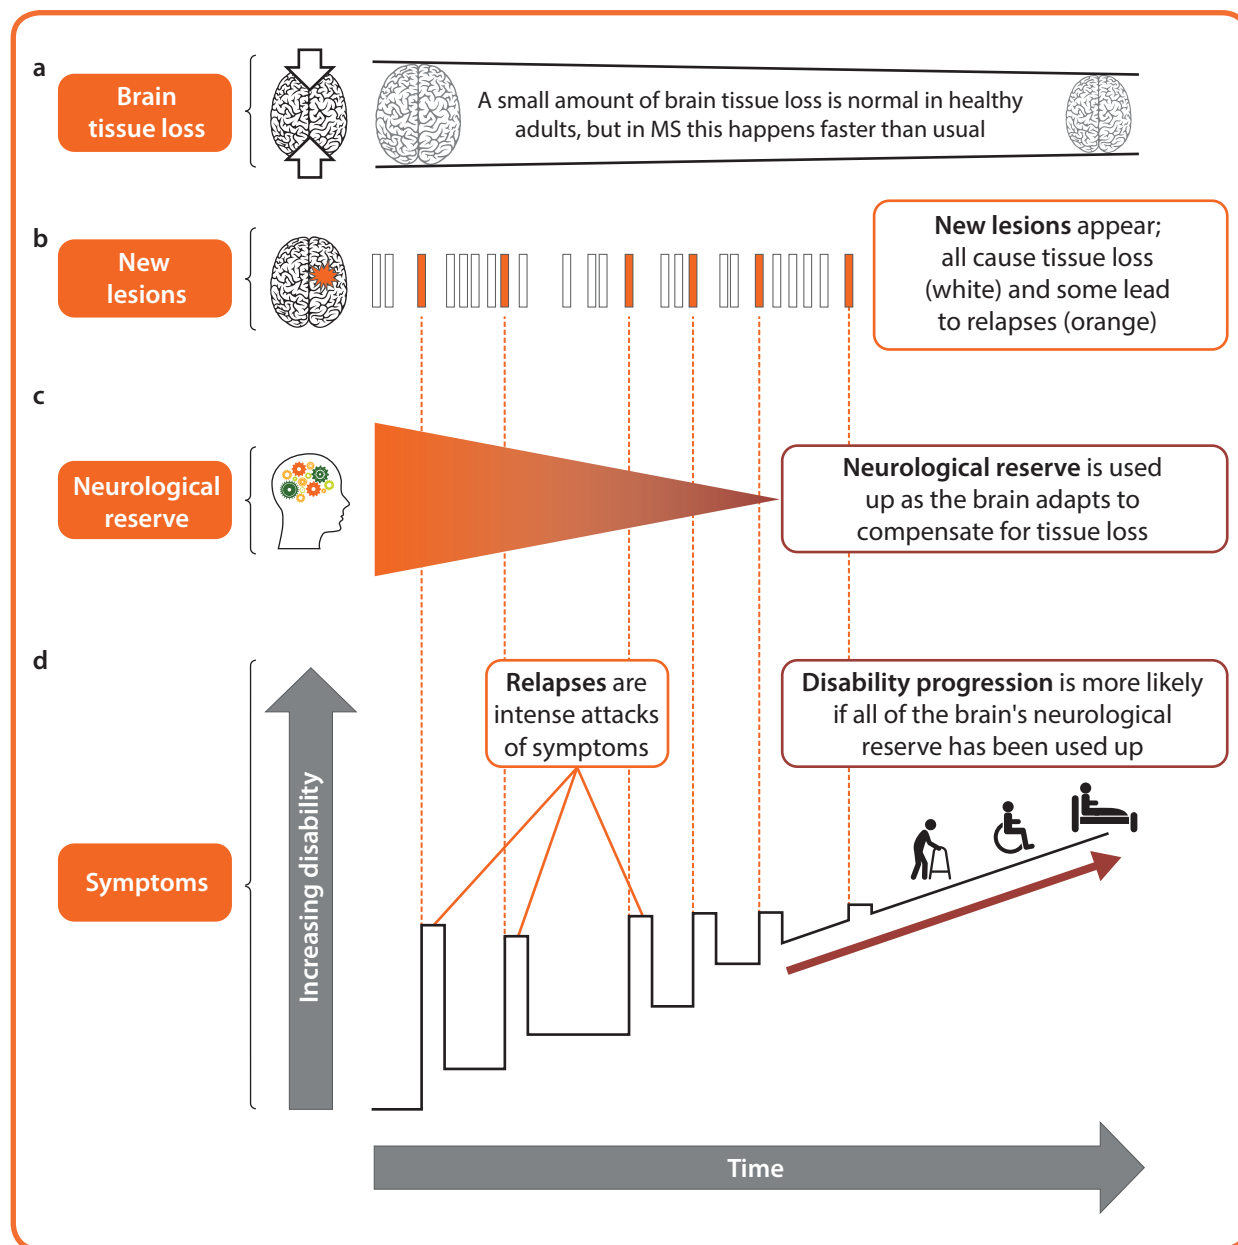 a
Brain
tissue loss
A small amount of brain tissue loss is normal in healthy
adults, but in MS this happens faster than usual
b
New
lesions
New lesions appear;
all cause tissue loss
(white) and some lead
to relapses (orange)
c
Neurological
reserve
Neurological reserve is used
up as the brain adapts to
compensate for tissue loss
d
Symptoms
Increasing disability
Relapses are
intense attacks
of symptoms
Disability progression is more likely
if all of the brain's neurological
reserve has been used up
Time